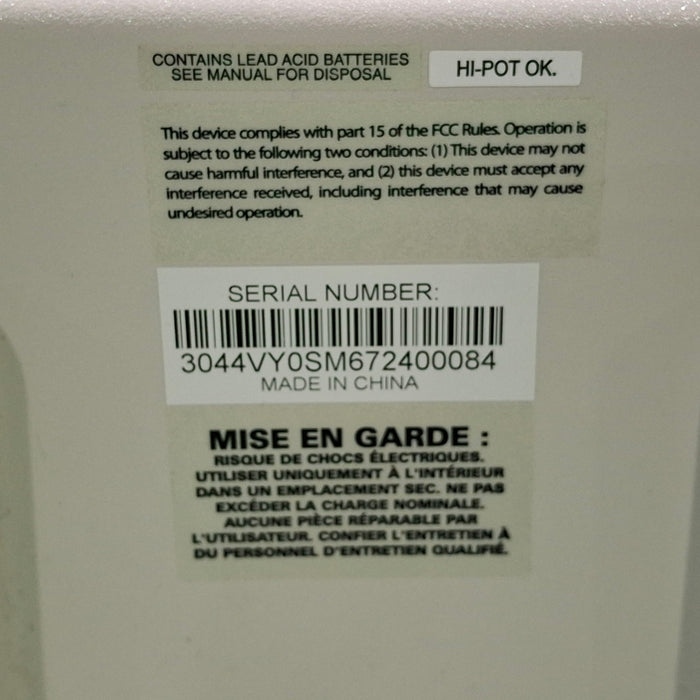 CONTAINS LEAD ACID BATTERIES
SEE MANUAL FOR DISPOSAL
HI-POT OK.
This device complies with part 15 of the FCC Rules. Operation is
subject to the following two conditions: (1) This device may not
cause harmful interference, and (2) this device must accept any
interference received, including interference that may cause
undesired operation.
SERIAL NUMBER:
3044VY0SM672400084
MADE IN CHINA
MISE EN GARDE :
RISQUE DE CHOCS ÉLECTRIQUES.
UTILISER UNIQUEMENT À L'INTÉRIEUR
DANS UN EMPLACEMENT SEC. NE PAS
EXCÉDER LA CHARGE NOMINALE.
AUCUNE PIÈCE RÉPARABLE PAR
L'UTILISATEUR. CONFIER L'ENTRETIEN À
DU PERSONNEL D'ENTRETIEN QUALIFIÉ.